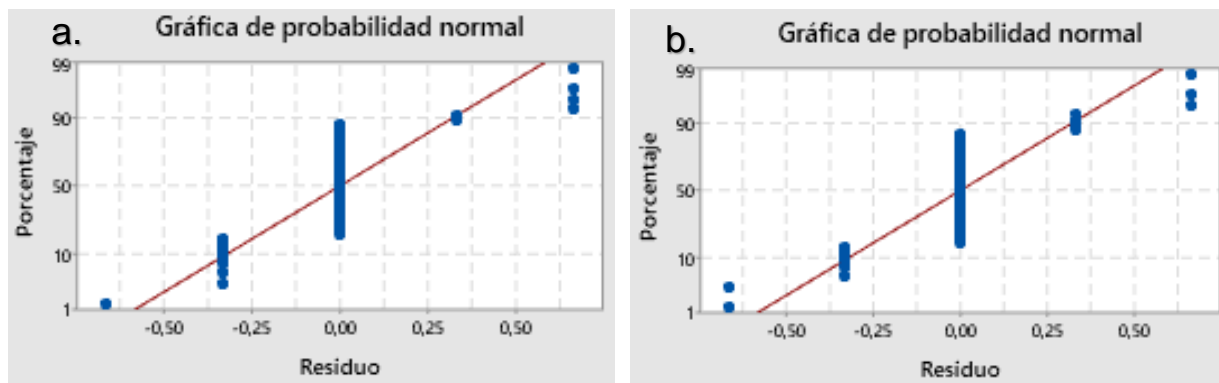 a.
Gráfica de probabilidad normal
99
90
50
10
1
Porcentaje
-0,50 -0,25 0,00 0,25 0,50
Residuo
b.
Gráfica de probabilidad normal
99
90
50
10
1
Porcentaje
-0,50 -0,25 0,00 0,25 0,50
Residuo